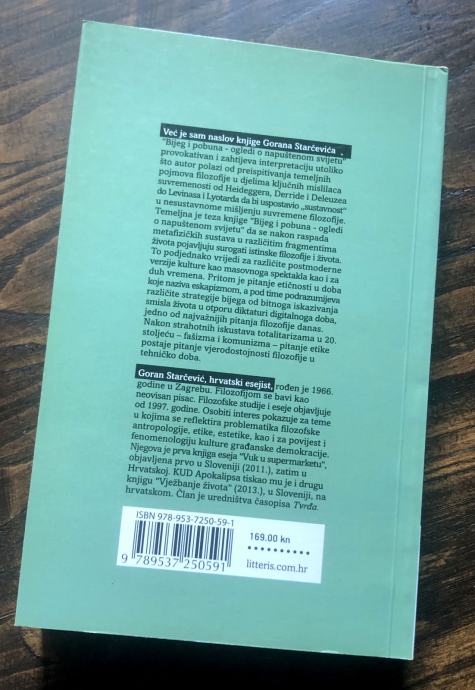 Već je sam naslov knjige Gorana Starčevića
"Bijeg i pobuna - ogledi o napuštenom svijetu"
provokativan i zahtijeva interpretaciju utoliko
što autor polazi od preispitivanja temeljnih
pojmova filozofije u djelima ključnih mislilaca
suvremenosti od Heideggera, Derride i Deleuzea
do Levinasa i Lyotarda da bi uspostavio „sustavnost"
u nesustavnome mišljenju suvremene filozofije.
Temeljna je teza knjige "Bijeg i pobuna - ogledi
o napuštenom svijetu" da se nakon raspada
metafizičkih sustava u različitim fragmentima
života pojavljuju surogati istinske filozofije i života.
To podjednako vrijedi za različite postmoderne
verzije kulture kao masovnoga spektakla kao i za
duh vremena. Pritom je pitanje etičnosti u doba
koje naziva eskapizmom, a pod time podrazumijeva
različite strategije bijega od bitnoga iskazivanja
smisla života u otporu diktaturi digitalnoga doba,
jedno od najvažnijih pitanja filozofije danas.
Nakon strahotnih iskustava totalitarizama u 20.
stoljeću – fašizma i komunizma – pitanje etike
postaje pitanje vjerodostojnosti filozofije u
tehničko doba.
Goran Starčević, hrvatski esejist, rođen je 1966.
godine u Zagrebu. Filozofijom se bavi kao
neovisan pisac. Filozofske studije i eseje objavljuje
od 1997. godine. Osobiti interes pokazuje za teme
u kojima se reflektira problematika filozofske
antropologije, etike, estetike, kao i za povijest i
fenomenologiju kulture građanske demokracije.
Njegova je prva knjiga eseja "Vuk u supermarketu",
objavljena prvo u Sloveniji (2011.), zatim u
Hrvatskoj. KUD Apokalipsa tiskao mu je i drugu
knjigu "Vježbanje života" (2013.), u Sloveniji, na
hrvatskom. Član je uredništva časopisa Tvrđa.
ISBN 978-953-7250-59-1
169.00 kn
litteris.com.hr
9 789537 250591